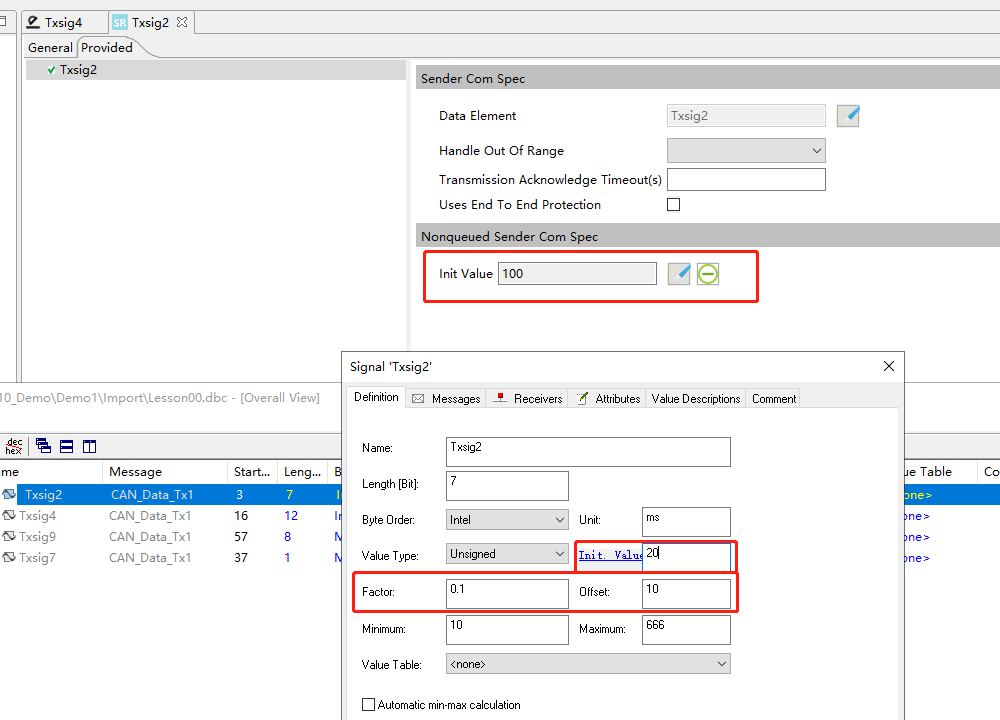 Txsig4
SR Txsig2
General Provided
Txsig2
Sender Com Spec
Data Element Txsig2
Handle Out Of Range
Transmission Acknowledge Timeout(s)
Uses End To End Protection
Nonqueued Sender Com Spec
Init Value 100
Signal 'Txsig2'
10_Demo\Demo1\Import\Lesson00.dbc - [Overall View]
Definition Messages Receivers Attributes Value Descriptions Comment
dec
hex
Name: Txsig2
Length [Bit]: 7
Byte Order: Intel Unit: ms
Value Type: Unsigned Init. Value 20
Factor: 0.1 Offset: 10
Minimum: 10 Maximum: 666
Value Table: <none>
Automatic min-max calculation
me Message Start... Leng... B ue Table Co
Txsig2 CAN_Data_Tx1 3 7 I one>
Txsig4 CAN_Data_Tx1 16 12 In one>
Txsig9 CAN_Data_Tx1 57 8 M one>
Txsig7 CAN_Data_Tx1 37 1 M one>